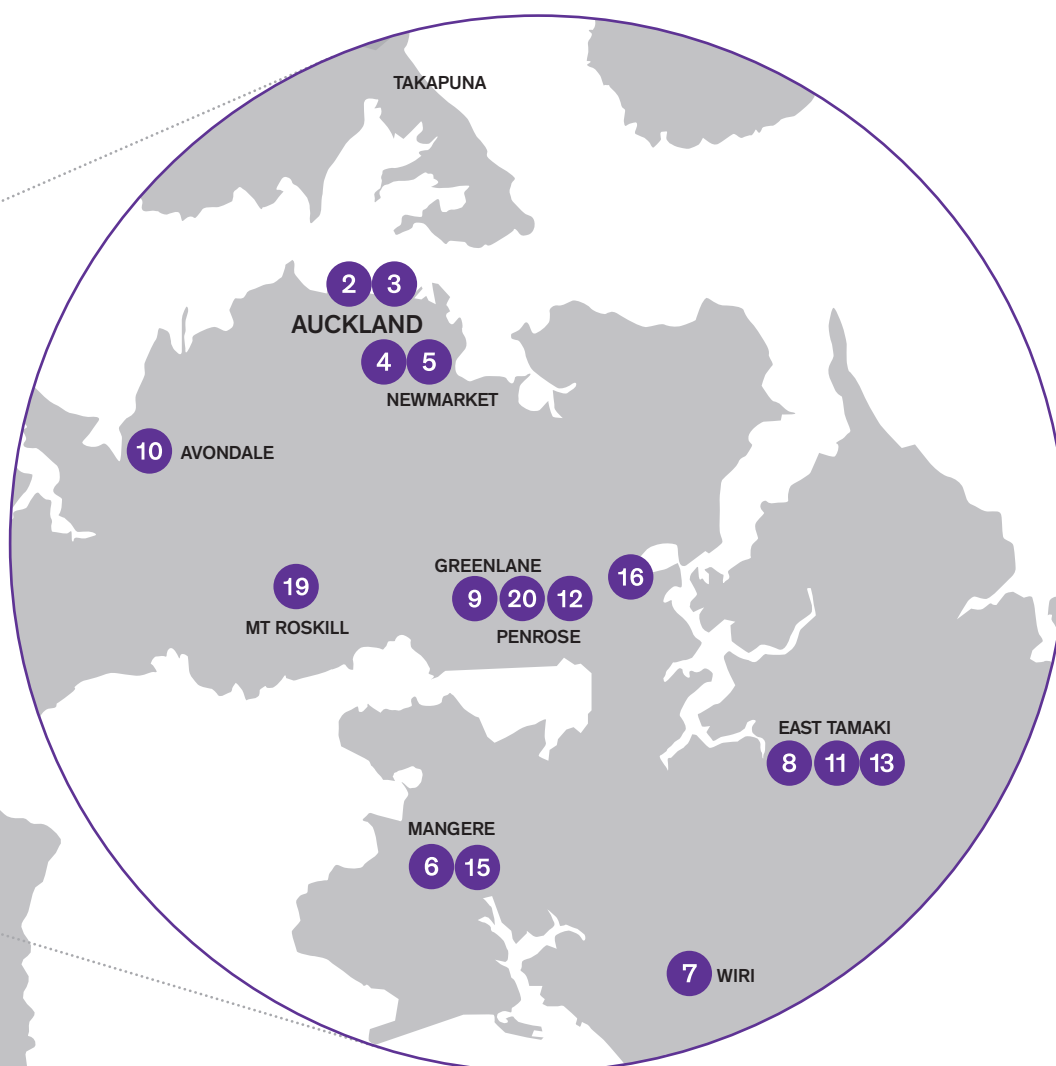 TAKAPUNA
2 3
AUCKLAND
4 5
NEWMARKET
10 AVONDALE
GREENLANE
16
19
9 20 12
MT ROSKILL
PENROSE
EAST TAMAKI
8 11 13
MANGERE
6 15
7 WIRI